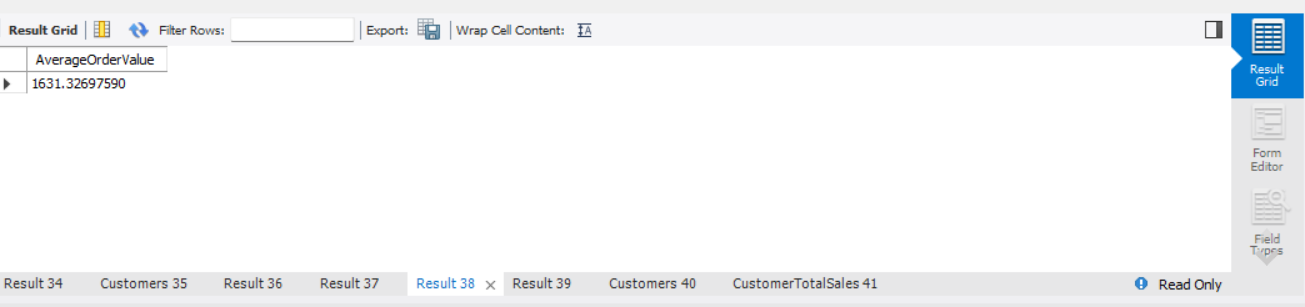 Result Grid Filter Rows: Export: Wrap Cell Content: IA
AverageOrderValue
1631.32697590
Result
Grid
Form
Editor
Field
Types
Result 34 Customers 35 Result 36 Result 37 Result 38 × Result 39 Customers 40 CustomerTotalSales 41 Read Only